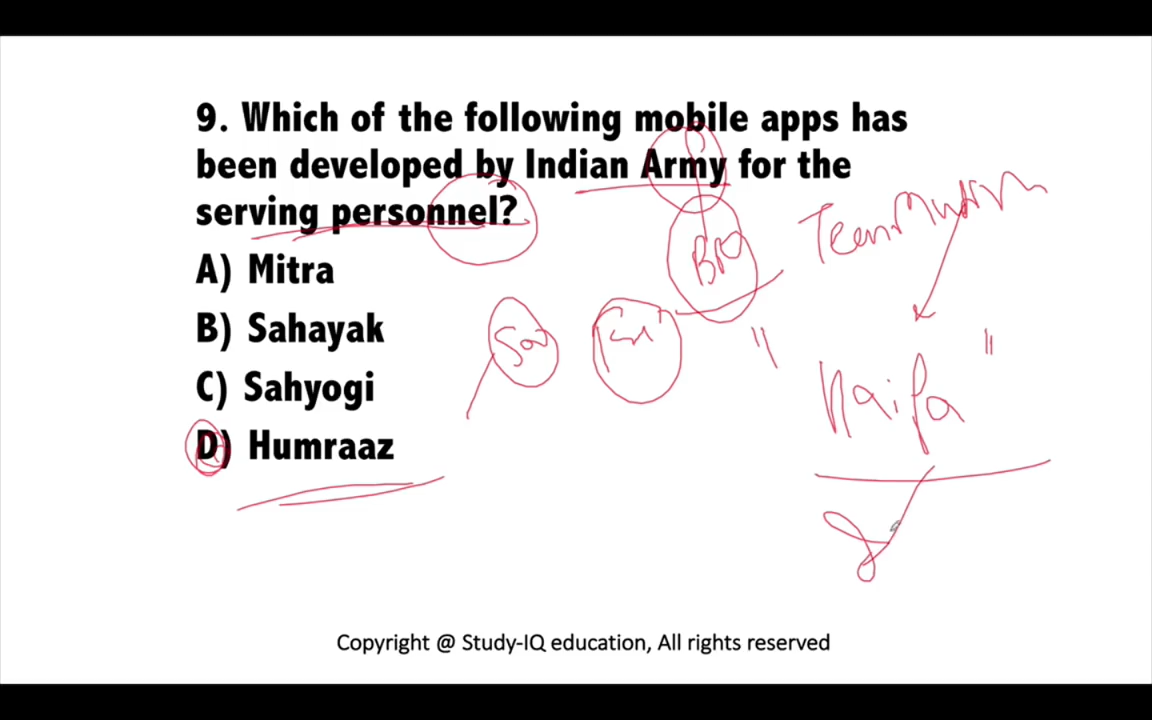 9. Which of the following mobile apps has
been developed by Indian Army for the
serving personnel?
A) Mitra
B) Sahayak
C) Sahyogi
D) Humraaz
BRO
"
"
Haifa
Copyright @ Study-IQ education, All rights reserved